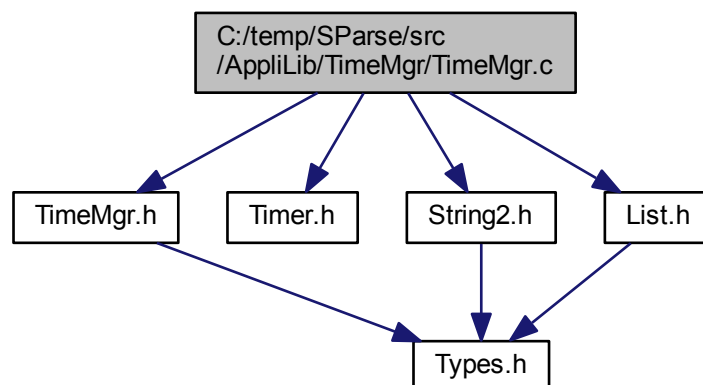 C:/temp/SParse/src
/AppliLib/TimeMgr/TimeMgr.c
TimeMgr.h
Timer.h
String2.h
List.h
Types.h